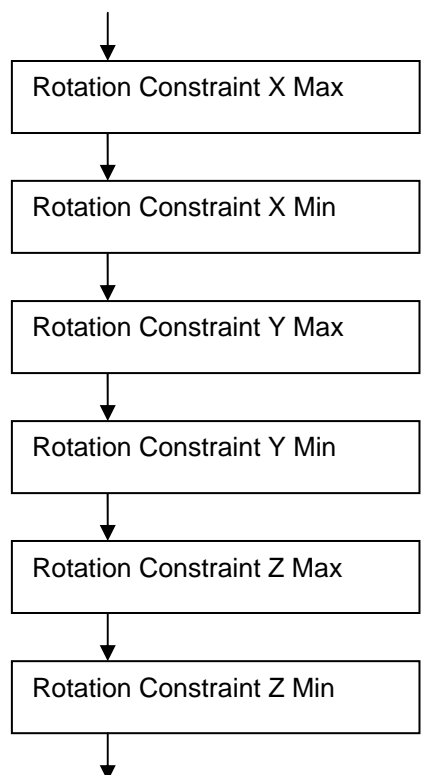 Rotation Constraint X Max
Rotation Constraint X Min
Rotation Constraint Y Max
Rotation Constraint Y Min
Rotation Constraint Z Max
Rotation Constraint Z Min